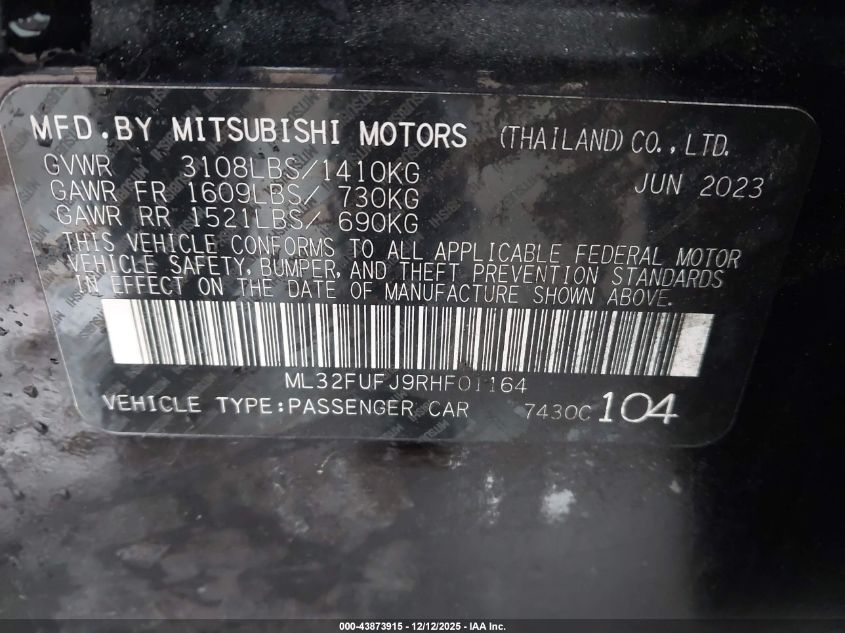 MFD.BY MITSUBISHI MOTORS (THAILAND) CO., LTD.
GVWR 3108LBS/1410KG JUN 2023
GAWR FR 1609LBS/ 730KG
GAWR RR 1521LBS/ 690KG
THIS VEHICLE CONFORMS TO ALL APPLICABLE FEDERAL MOTOR
VEHICLE SAFETY, BUMPER, AND THEFT PREVENTION STANDARDS
IN EFFECT ON THE DATE OF MANUFACTURE SHOWN ABOVE.
ML32FUFJ9RHF01164
VEHICLE TYPE:PASSENGER CAR 7430C 104
000-43873915 - 12/12/2025 - IAA Inc.